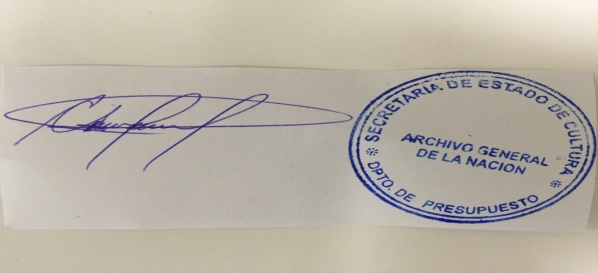 SECRETARIA DE ESTADO DE CULTURA
ARCHIVO GENERAL
DE LA NACION
DPTO. DE PRESUPUESTO